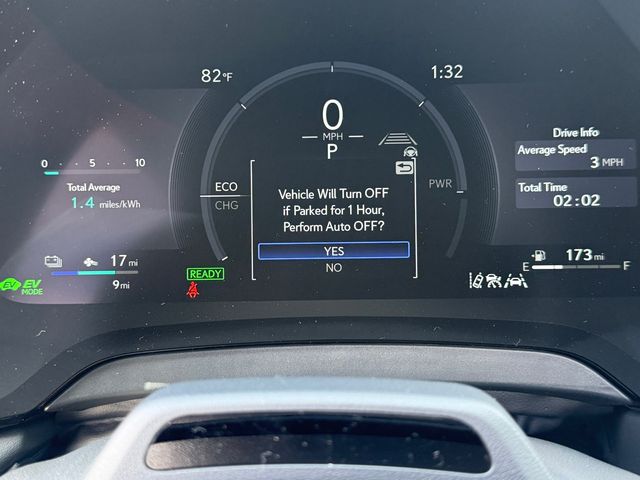 82°F
1:32
0
MPH
P
0 5 10
Total Average
1.4 miles/kWh
ECO
CHG
PWR
Vehicle Will Turn OFF
if Parked for 1 Hour,
Perform Auto OFF?
YES
NO
Drive Info
Average Speed
3 MPH
Total Time
02:02
17 mi
9 mi
EV EV
MODE
READY
173 mi
E F